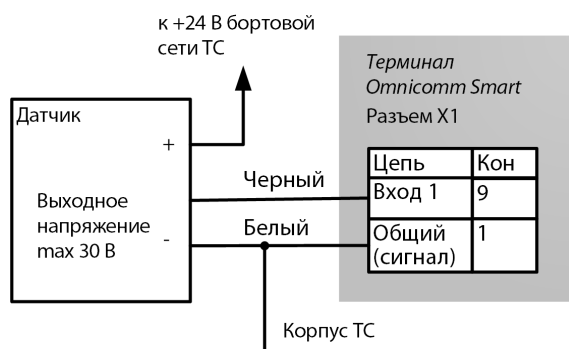 к +24 В бортовой
сети ТС
Датчик
+
Выходное
напряжение
max 30 В
-
Черный
Белый
Корпус ТС
Терминал
Omnicomm Smart
Разъем X1
Цепь Кон
Вход 1 9
Общий 1
(сигнал)